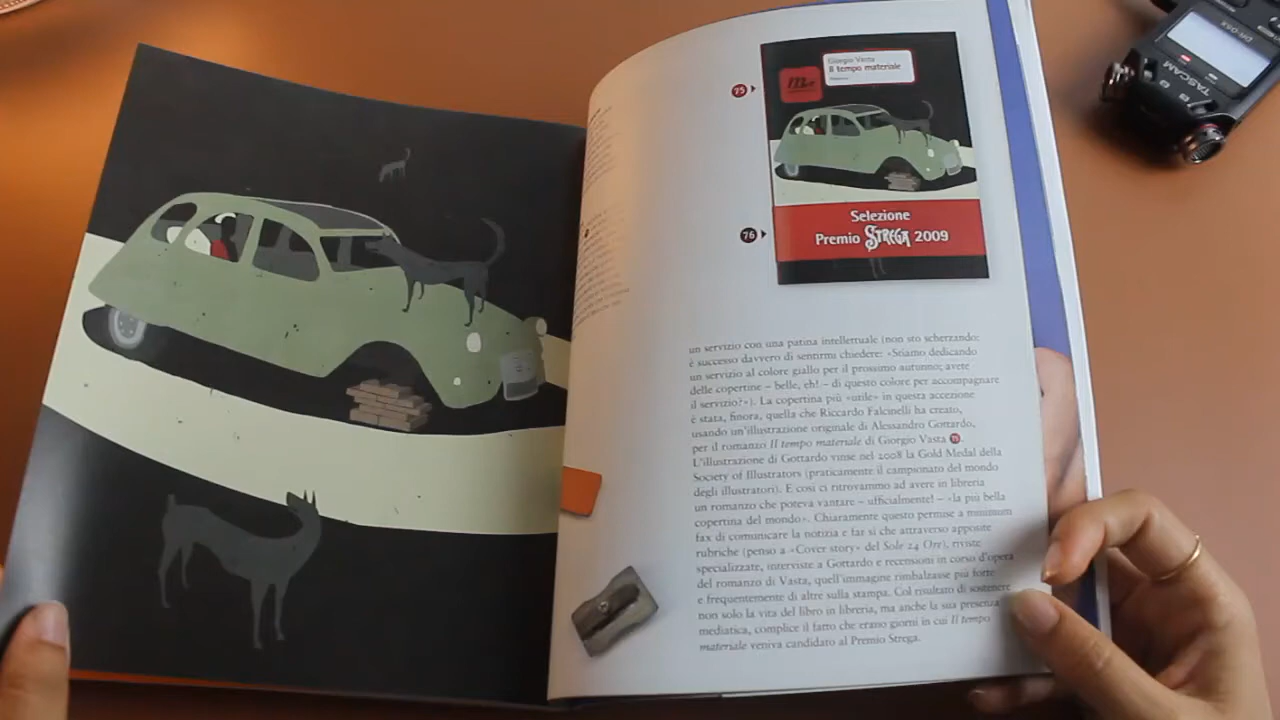 75
Giorgio Vasta
Il tempo materiale
76
Selezione
Premio STREGA 2009
un servizio con una patina intellettuale (non sto scherzando:
è successo davvero di sentirmi chiedere: «Stiamo dedicando
un servizio al colore giallo per il prossimo autunno; avete
delle copertine – belle, eh! – di questo colore per accompagnare
il servizio?»). La copertina più «utile» in questa accezione
è stata, finora, quella che Riccardo Falcinelli ha creato,
usando un'illustrazione originale di Alessandro Gottardo,
per il romanzo Il tempo materiale di Giorgio Vasta 75.
L'illustrazione di Gottardo vinse nel 2008 la Gold Medal della
Society of Illustrators (praticamente il campionato del mondo
degli illustratori). E così ci ritrovammo ad avere in libreria
un romanzo che poteva vantare – ufficialmente! – «la più bella
copertina del mondo». Chiaramente questo permise a minimum
fax di comunicare la notizia e far sì che attraverso apposite
rubriche (penso a «Cover story» del Sole 24 Ore), riviste
specializzate, interviste a Gottardo e recensioni in corso d'opera
del romanzo di Vasta, quell'immagine rimbalzasse più forte
e frequentemente di altre sulla stampa. Col risultato di sostenere
non solo la vita del libro in libreria, ma anche la sua presenza
mediatica, complice il fatto che erano giorni in cui Il tempo
materiale veniva candidato al Premio Strega.
TASCAM
DR-05X